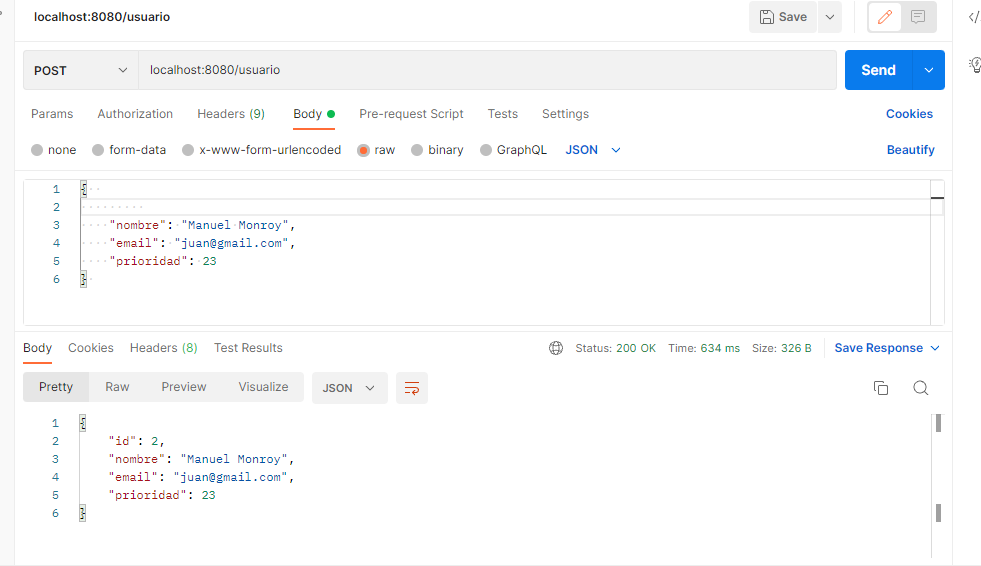 localhost:8080/usuario
Save
POST localhost:8080/usuario Send
Params Authorization Headers (9) Body Pre-request Script Tests Settings Cookies
none form-data x-www-form-urlencoded raw binary GraphQL JSON Beautify
1 {
2
3 "nombre": "Manuel Monroy",
4 "email": "juan@gmail.com",
5 "prioridad": 23
6 }
Body Cookies Headers (8) Test Results Status: 200 OK Time: 634 ms Size: 326 B Save Response
Pretty Raw Preview Visualize JSON
1 {
2 "id": 2,
3 "nombre": "Manuel Monroy",
4 "email": "juan@gmail.com",
5 "prioridad": 23
6 }